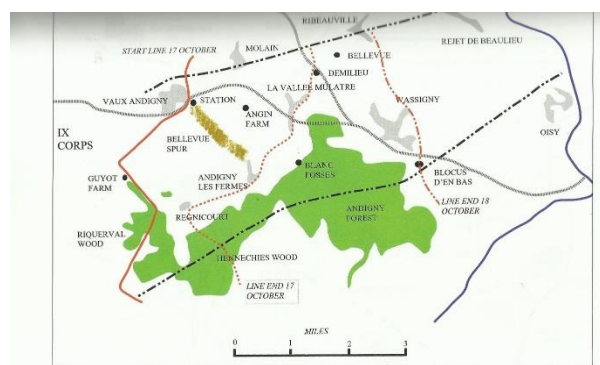 RIBEAUVILLE
START LINE 17 OCTOBER
MOLAIN
BELLEVUE
REJET DE BEAULIEU
DEMILIEU
LA VALLEE MULATRE
VAUX ANDIGNY
STATION
ANGIN
FARM
WASSIGNY
OISY
IX
CORPS
BELLEVUE
SPUR
ANDIGNY
LES FERMES
BLANC
FOSSES
BLOCUS
D'EN BAS
GUYOT
FARM
REGNICOURT
ANDIGNY
FOREST
LINE END 18
OCTOBER
RIQUERVAL
WOOD
HENNECHIES WOOD
LINE END 17
OCTOBER
MILES
0 1 2 3